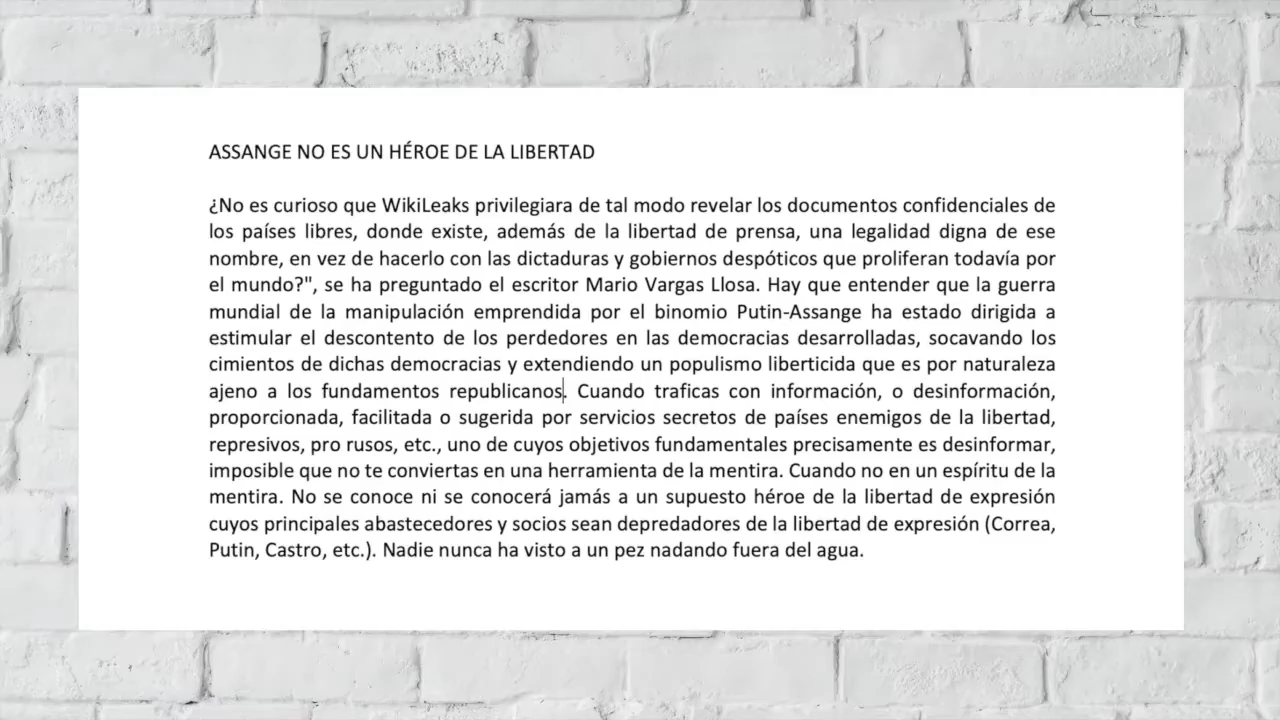 ASSANGE NO ES UN HÉROE DE LA LIBERTAD
¿No es curioso que WikiLeaks privilegiara de tal modo revelar los documentos confidenciales de
los países libres, donde existe, además de la libertad de prensa, una legalidad digna de ese
nombre, en vez de hacerlo con las dictaduras y gobiernos despóticos que proliferan todavía por
el mundo?", se ha preguntado el escritor Mario Vargas Llosa. Hay que entender que la guerra
mundial de la manipulación emprendida por el binomio Putin-Assange ha estado dirigida a
estimular el descontento de los perdedores en las democracias desarrolladas, socavando los
cimientos de dichas democracias y extendiendo un populismo liberticida que es por naturaleza
ajeno a los fundamentos republicanos. Cuando traficas con información, o desinformación,
proporcionada, facilitada o sugerida por servicios secretos de países enemigos de la libertad,
represivos, pro rusos, etc., uno de cuyos objetivos fundamentales precisamente es desinformar,
imposible que no te conviertas en una herramienta de la mentira. Cuando no en un espíritu de la
mentira. No se conoce ni se conocerá jamás a un supuesto héroe de la libertad de expresión
cuyos principales abastecedores y socios sean depredadores de la libertad de expresión (Correa,
Putin, Castro, etc.). Nadie nunca ha visto a un pez nadando fuera del agua.